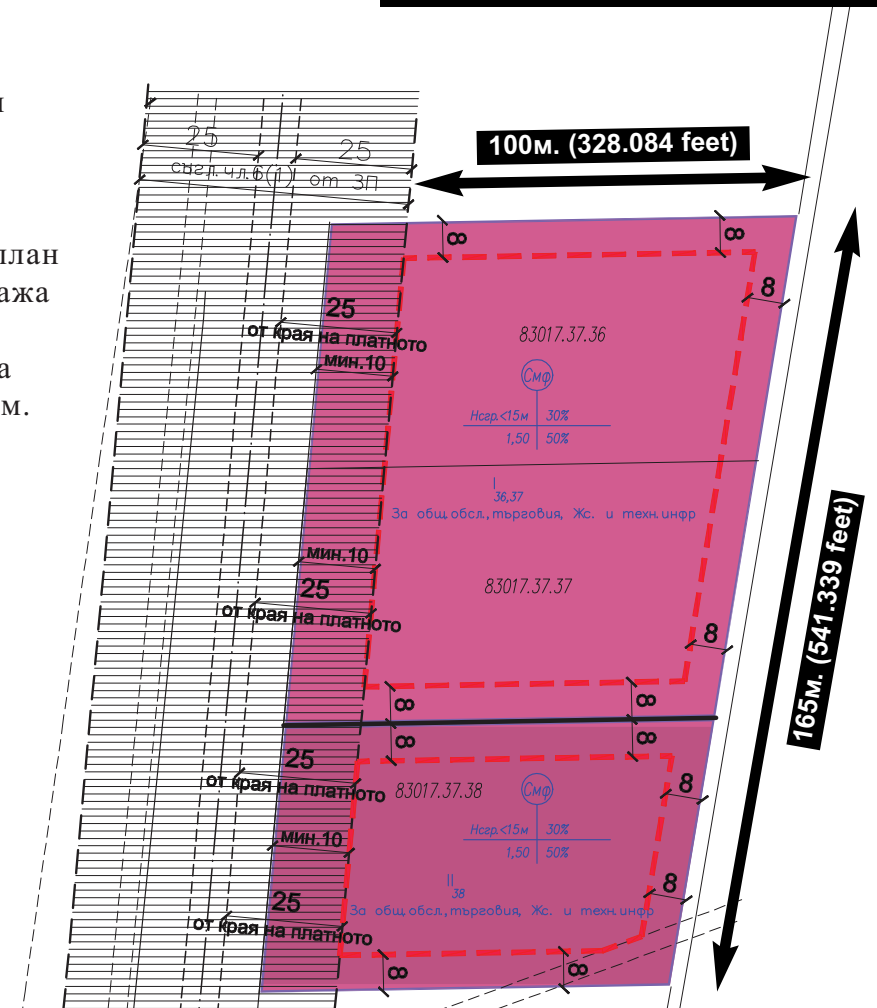 25
25
съгл.чл.6(1) от ЗП
100м. (328.084 feet)
план
ажа
а
м.
8
8
8
25
от края на платното
мин.10
83017.37.36
Смф
Нсгр.<15м 30%
1,50 50%
I
36,37
За общ.обсл.,търговия, Жс. и техн.инфр
165м. (541.339 feet)
мин.10
25
от края на платното
83017.37.37
8
8
8
8
8
25
от края на платното
83017.37.38
Смф
8
Нсгр.<15м 30%
1,50 50%
мин.10
II
38
За общ.обсл.,търговия, Жс. и техн.инфр
8
25
от края на платното
8
8